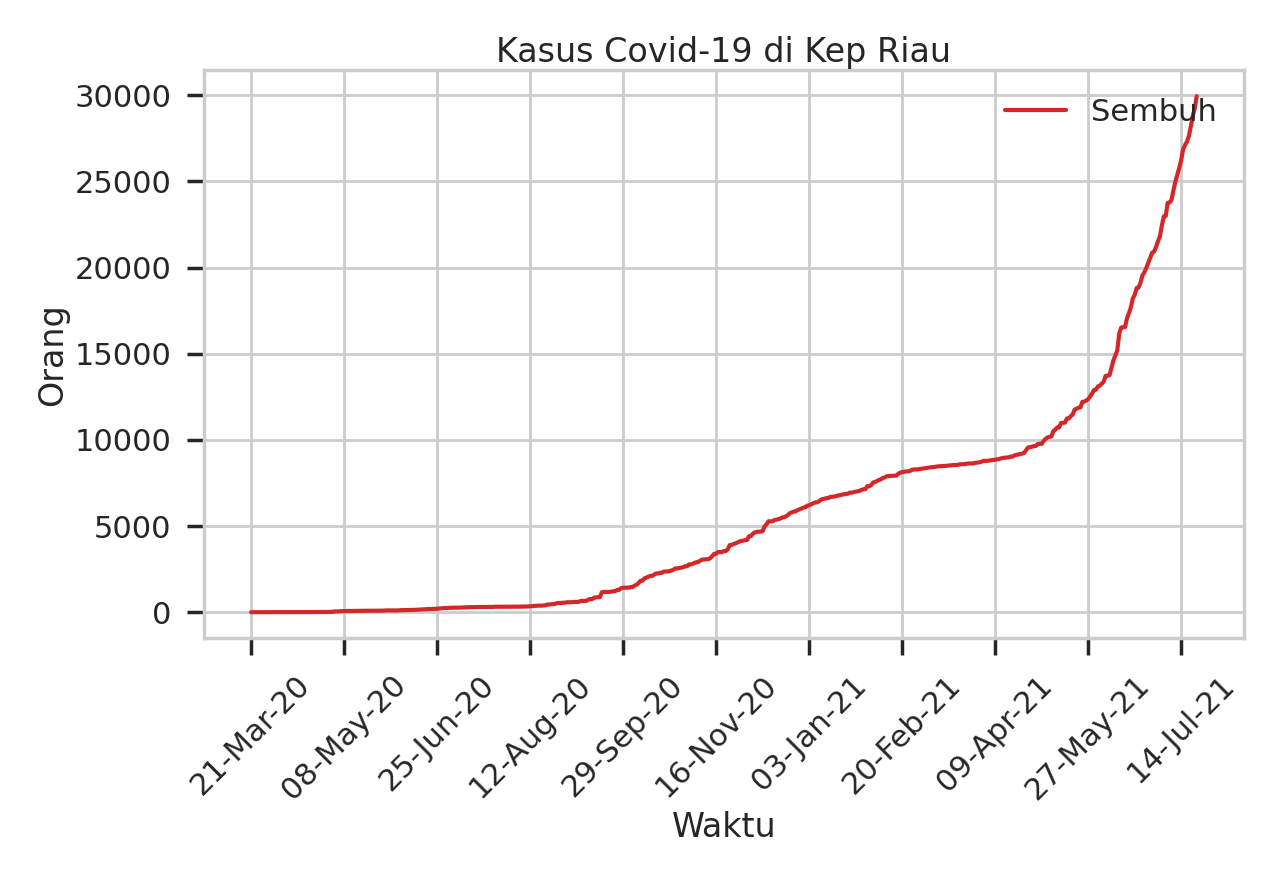 Kasus Covid-19 di Kep Riau
Sembuh
Orang
30000
25000
20000
15000
10000
5000
0
21-Mar-20
08-May-20
25-Jun-20
12-Aug-20
29-Sep-20
16-Nov-20
03-Jan-21
20-Feb-21
09-Apr-21
27-May-21
14-Jul-21
Waktu